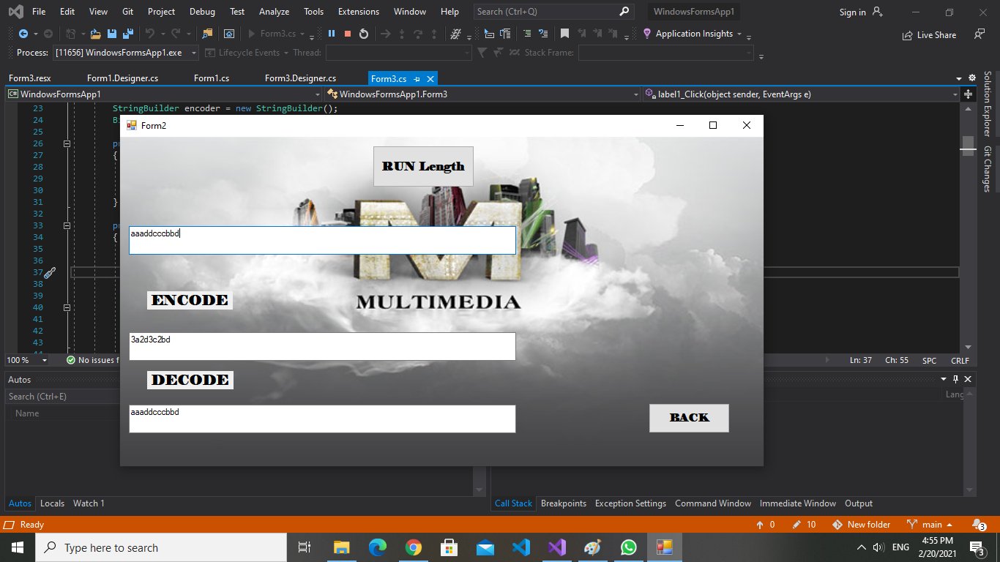 File Edit View Git Project Debug Test Analyze Tools Extensions Window Help Search (Ctrl+Q) WindowsFormsApp1 Sign in
Form3.cs Application Insights Live Share
Process: [11656] WindowsFormsApp1.exe Lifecycle Events Thread: Stack Frame:
Form3.resx Form1.Designer.cs Form1.cs Form3.Designer.cs Form3.cs
C# WindowsFormsApp1 WindowsFormsApp1.Form3 label1_Click(object sender, EventArgs e)
23 StringBuilder encoder = new StringBuilder();
24
25
26
27 {
28
29
30
31 }
32
33
34 {
35
36
37
38
39
40
41
42
43
Form2
RUN Length
aaaddcccbbd
ENCODE
MULTIMEDIA
3a2d3c2bd
DECODE
aaaddcccbbd
BACK
100 % No issues f Ln: 37 Ch: 55 SPC CRLF
Autos
Search (Ctrl+E) Lang
Name
Autos Locals Watch 1 Call Stack Breakpoints Exception Settings Command Window Immediate Window Output
Ready 0 10 New folder main 3
Type here to search ENG 4:55 PM
2/20/2021 3
Solution Explorer
Git Changes